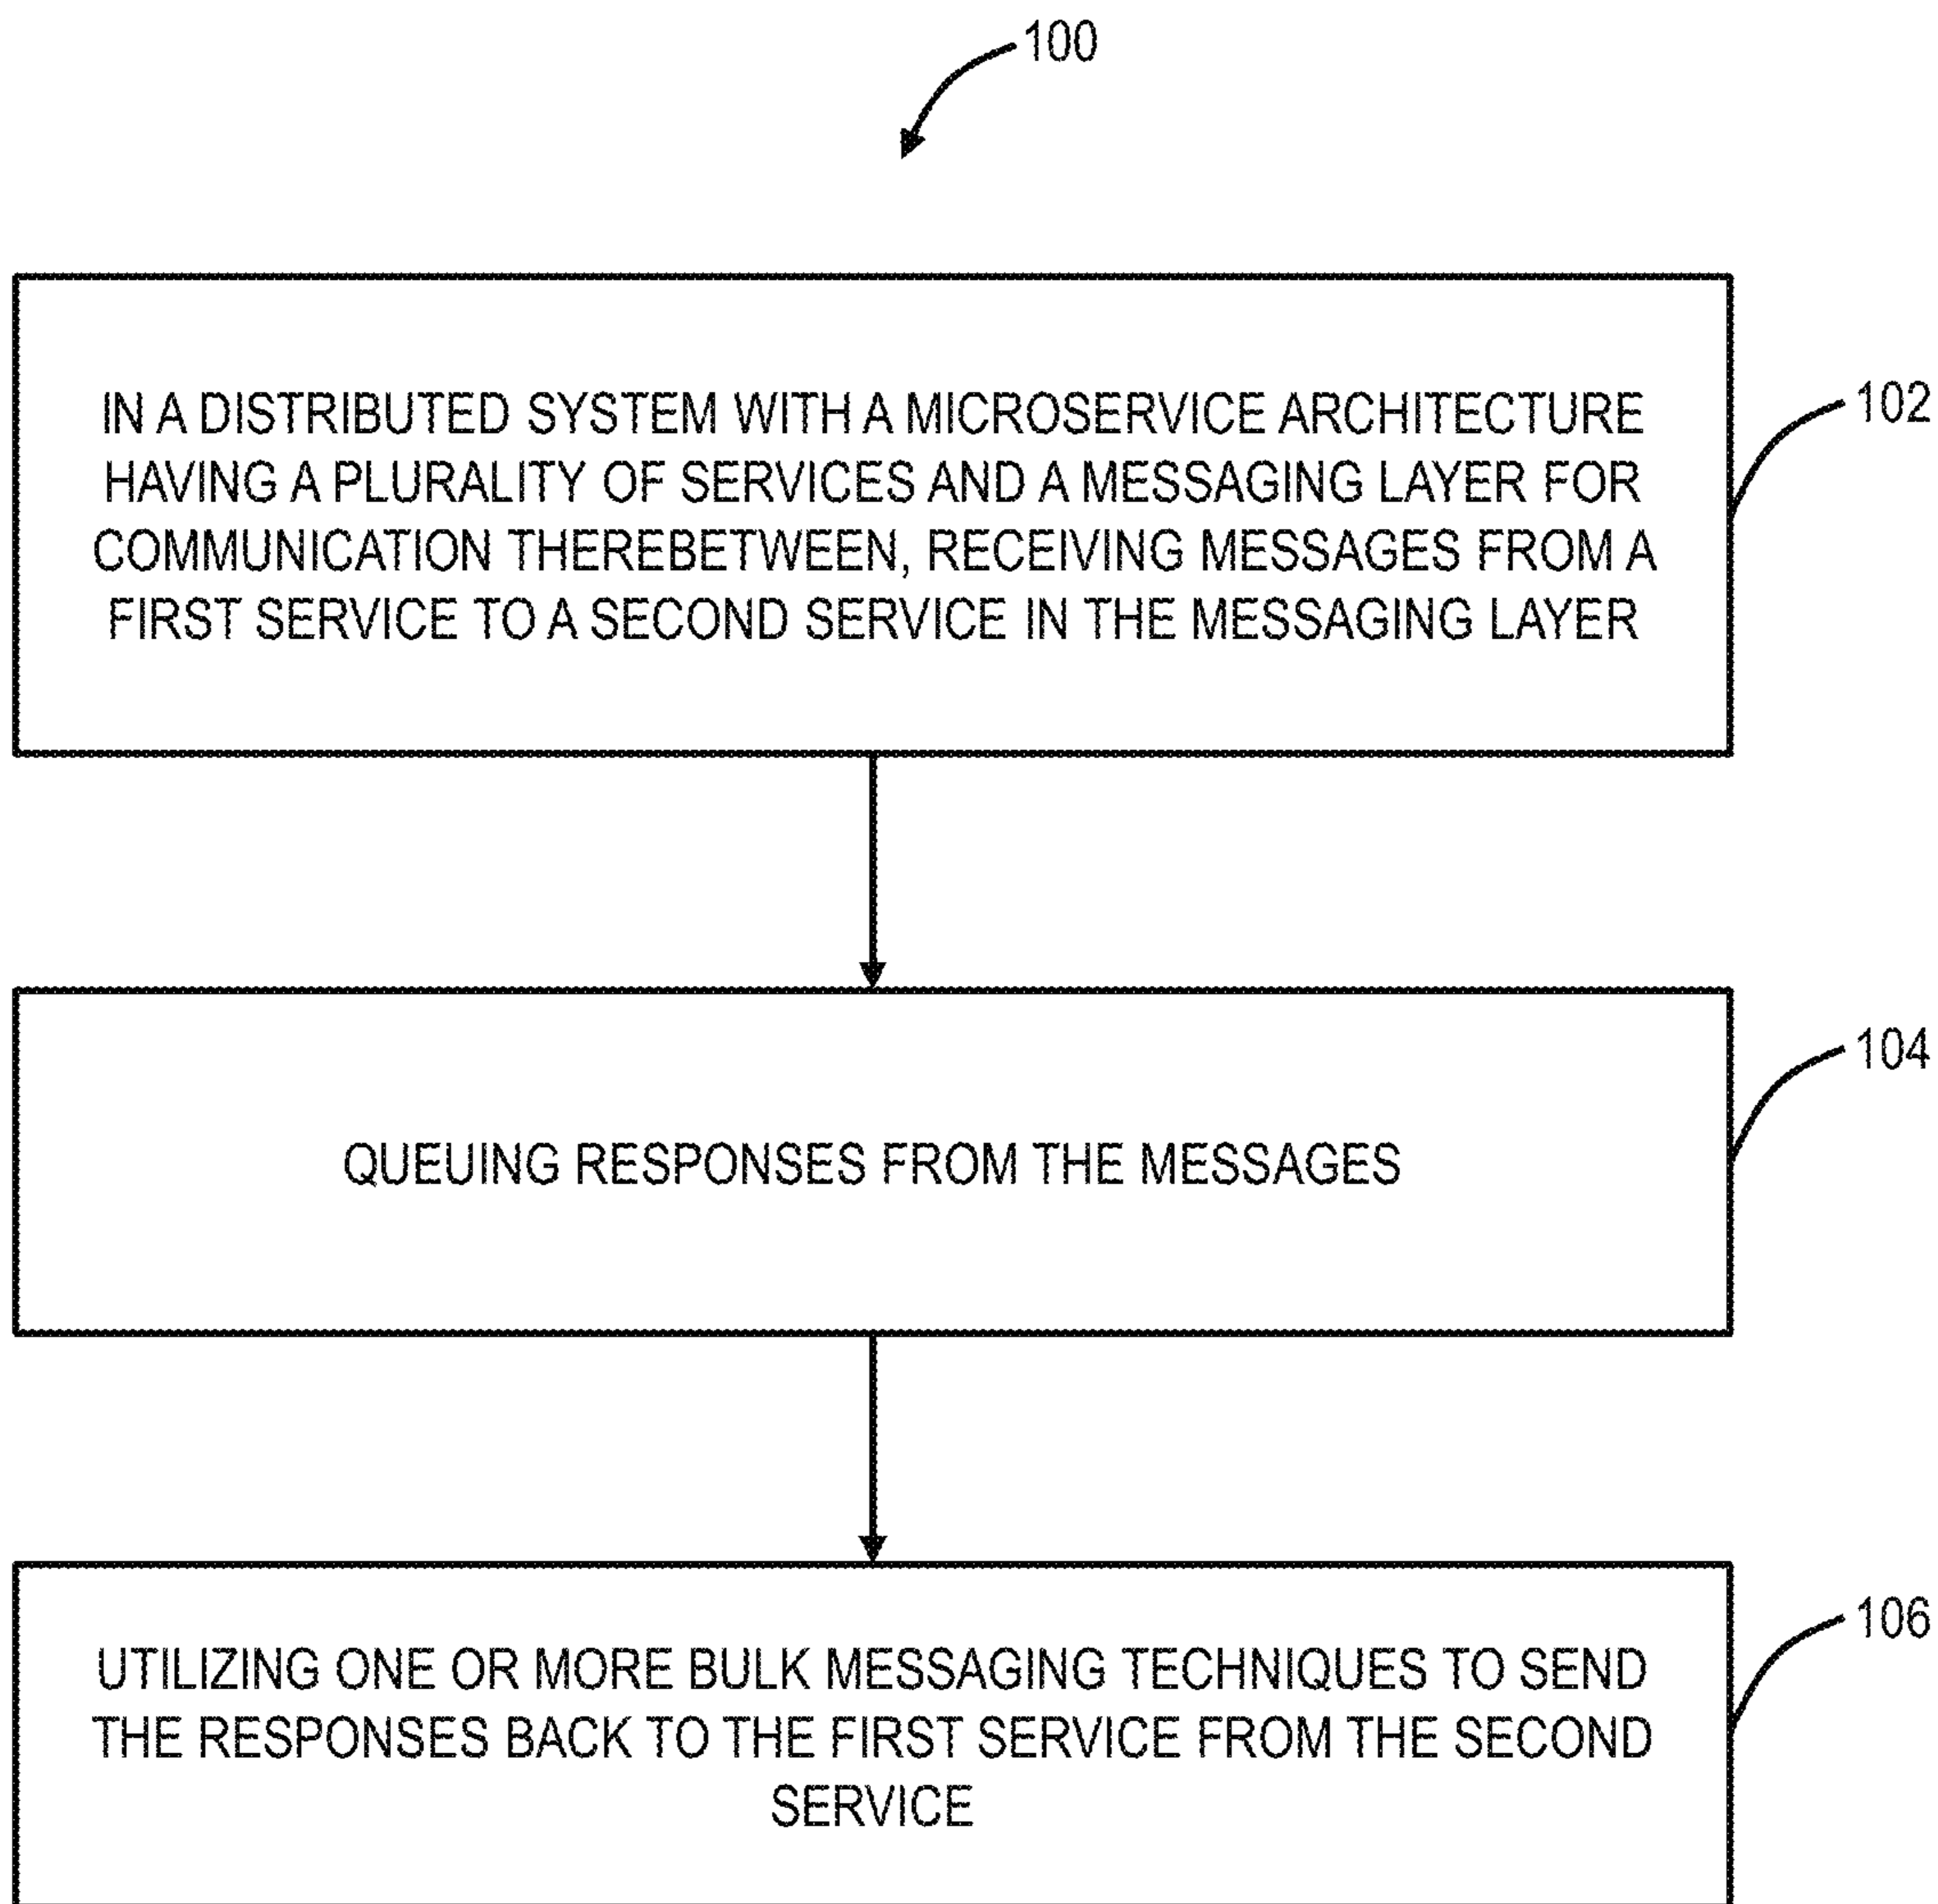 100
IN A DISTRIBUTED SYSTEM WITH A MICROSERVICE ARCHITECTURE
HAVING A PLURALITY OF SERVICES AND A MESSAGING LAYER FOR
COMMUNICATION THEREBETWEEN, RECEIVING MESSAGES FROM A
FIRST SERVICE TO A SECOND SERVICE IN THE MESSAGING LAYER
102
QUEUING RESPONSES FROM THE MESSAGES
104
UTILIZING ONE OR MORE BULK MESSAGING TECHNIQUES TO SEND
THE RESPONSES BACK TO THE FIRST SERVICE FROM THE SECOND
SERVICE
106